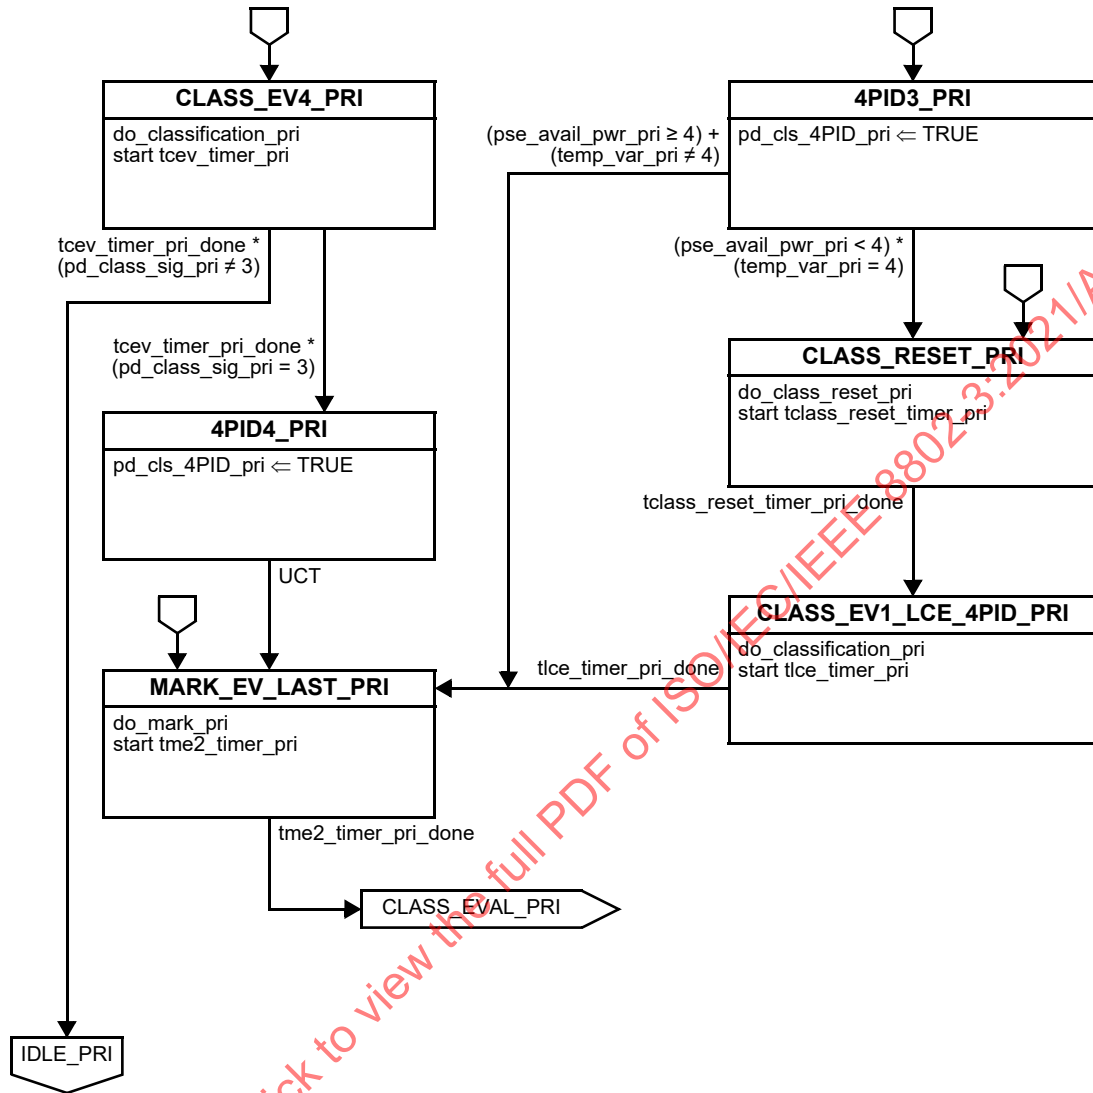 CLASS_EV4_PRI
do_classification_pri
start tcev_timer_pri
tcev_timer_pri_done *
(pd_class_sig_pri ≠ 3)
tcev_timer_pri_done *
(pd_class_sig_pri = 3)
4PID4_PRI
pd_cls_4PID_pri ⇐ TRUE
UCT
MARK_EV_LAST_PRI
do_mark_pri
start tme2_timer_pri
tme2_timer_pri_done
CLASS_EVAL_PRI
IDLE_PRI
4PID3_PRI
pd_cls_4PID_pri ⇐ TRUE
(pse_avail_pwr_pri ≥ 4) +
(temp_var_pri ≠ 4)
(pse_avail_pwr_pri < 4) *
(temp_var_pri = 4)
CLASS_RESET_PRI
do_class_reset_pri
start tclass_reset_timer_pri
tclass_reset_timer_pri_done
CLASS_EV1_LCE_4PID_PRI
do_classification_pri
start tlce_timer_pri
tlce_timer_pri_done
to view the full PDF of ISO/IEC/IEEE 8802-3:2021/